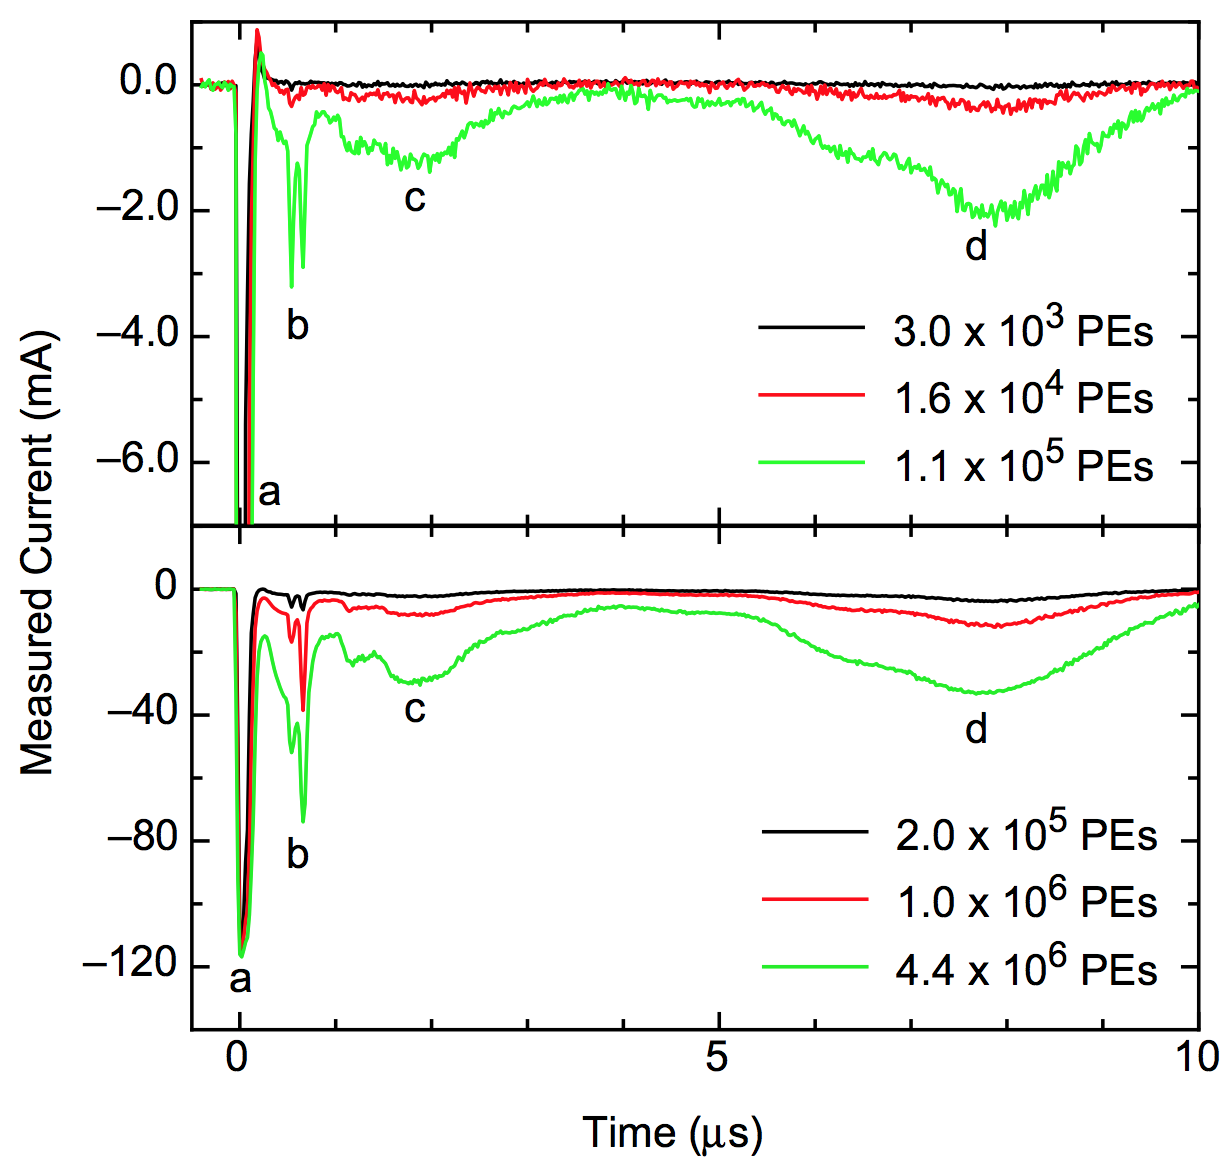 Measured Current (mA)
0.0
–2.0
–4.0
–6.0
a
b
c
d
3.0 x 10³ PEs
1.6 x 10⁴ PEs
1.1 x 10⁵ PEs
0
–40
–80
–120
a
b
c
d
2.0 x 10⁵ PEs
1.0 x 10⁶ PEs
4.4 x 10⁶ PEs
0 5 10
Time (μs)